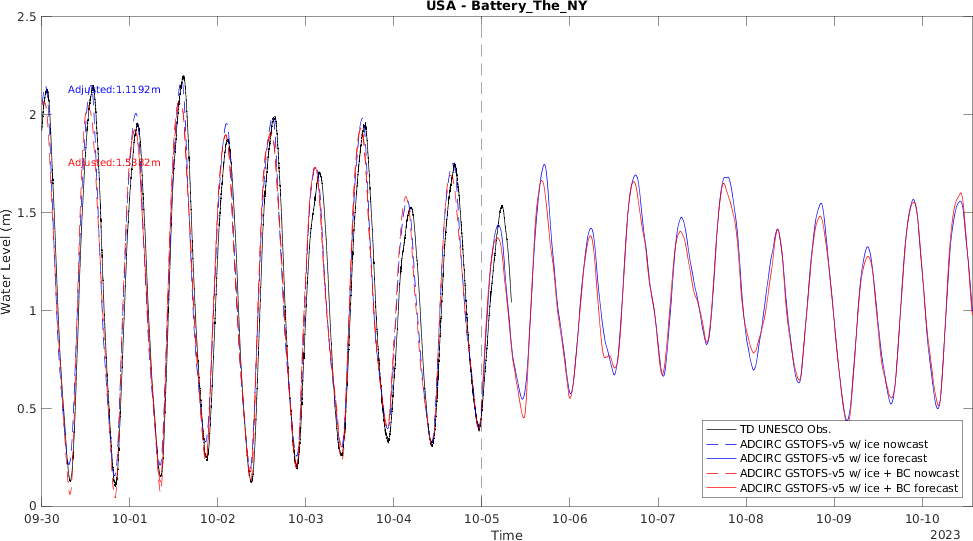 USA - Battery_The_NY
2.5
2
1.5
1
0.5
0
Water Level (m)
Adjusted:1.1192m
Adjusted:1.5382m
09-30
10-01
10-02
10-03
10-04
10-05
10-06
10-07
10-08
10-09
10-10
Time
2023
TD UNESCO Obs.
ADCIRC GSTOFS-v5 w/ ice nowcast
ADCIRC GSTOFS-v5 w/ ice forecast
ADCIRC GSTOFS-v5 w/ ice + BC nowcast
ADCIRC GSTOFS-v5 w/ ice + BC forecast